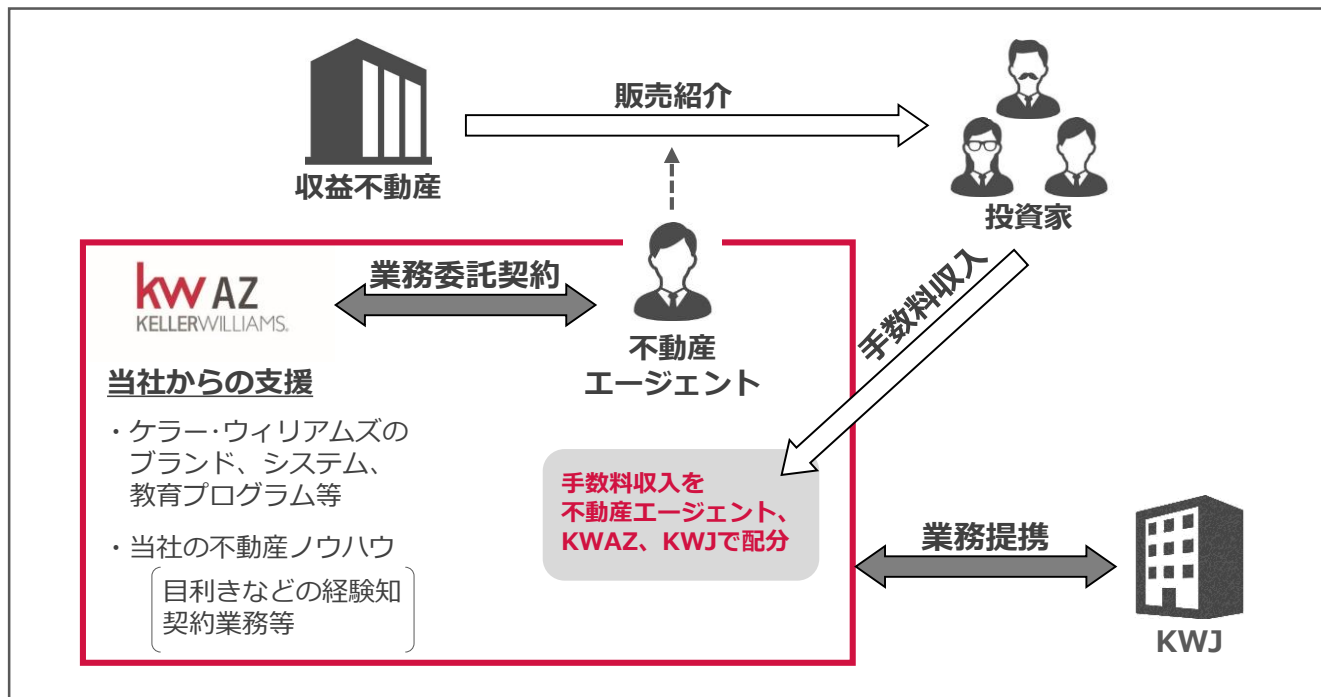 販売紹介
収益不動産
投資家
kw AZ
KELLERWILLIAMS.
業務委託契約
不動産
エージェント
手数料収入
当社からの支援
・ケラー・ウィリアムズの
ブランド、システム、
教育プログラム等
・当社の不動産ノウハウ
目利きなどの経験知
契約業務等
手数料収入を
不動産エージェント、
KWAZ、KWJで配分
業務提携
KWJ